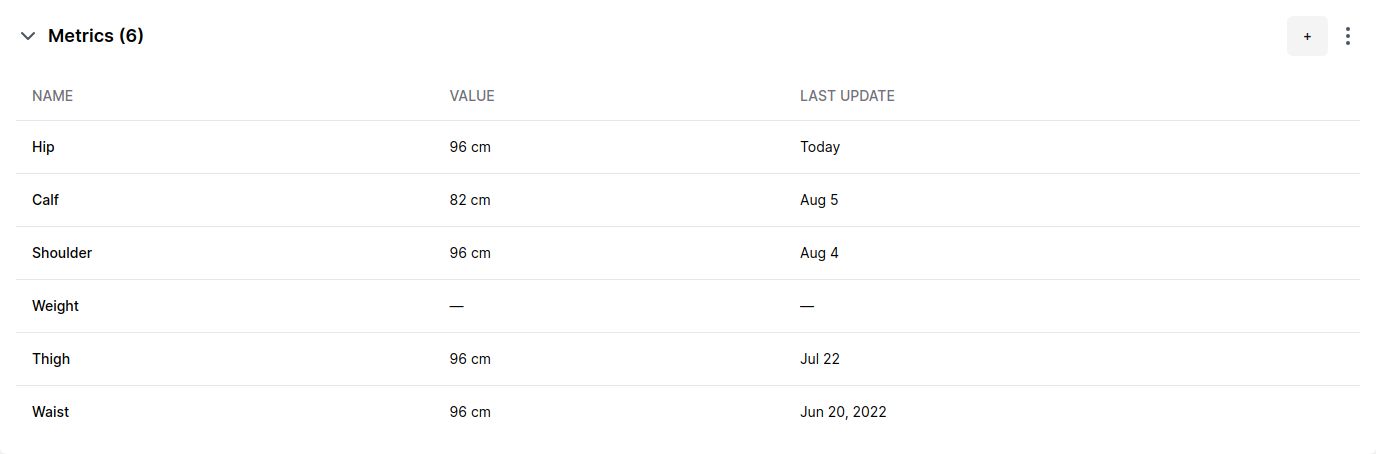 Metrics (6)
+
NAME VALUE LAST UPDATE
Hip 96 cm Today
Calf 82 cm Aug 5
Shoulder 96 cm Aug 4
Weight — —
Thigh 96 cm Jul 22
Waist 96 cm Jun 20, 2022